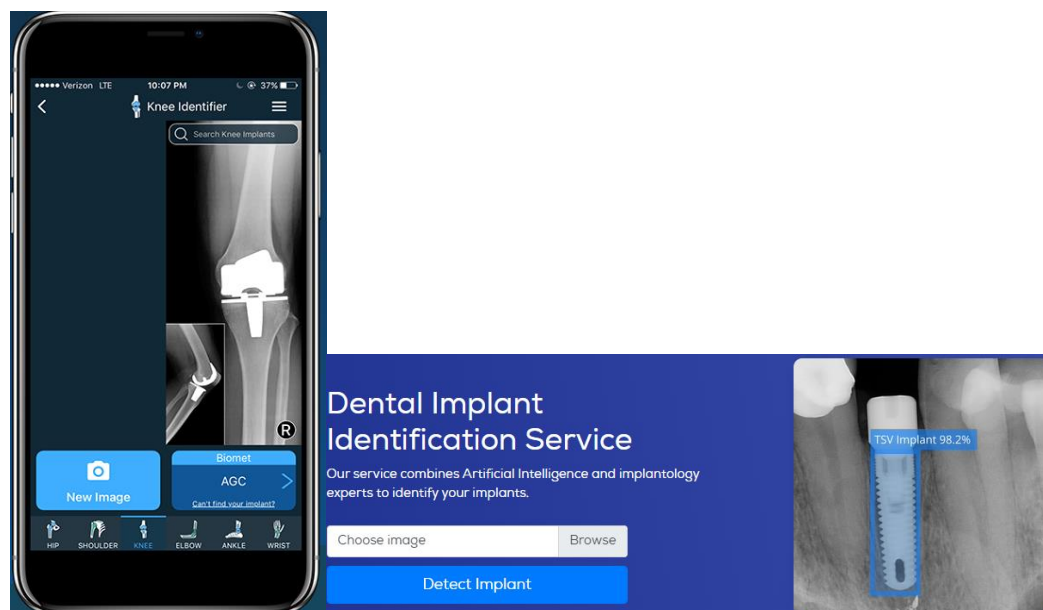 ●●●●● Verizon LTE 10:07 PM 37%
Knee Identifier
Search Knee Implants
R
New Image
Biomet
AGC
Can't find your implant?
HIP SHOULDER KNEE ELBOW ANKLE WRIST
Dental Implant
Identification Service
Our service combines Artificial Intelligence and implantology
experts to identify your implants.
Choose image Browse
Detect Implant
TSV Implant 98.2%